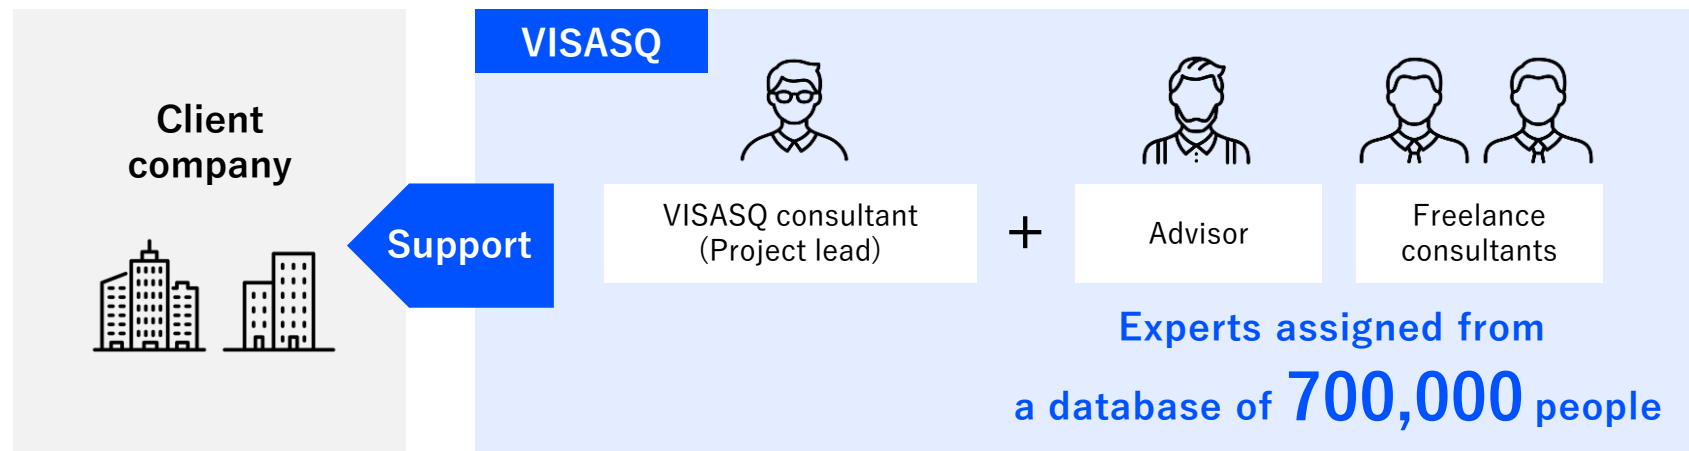 Client
company
Support
VISASQ
VISASQ consultant
(Project lead)
+
Advisor
Freelance
consultants
Experts assigned from
a database of 700,000 people